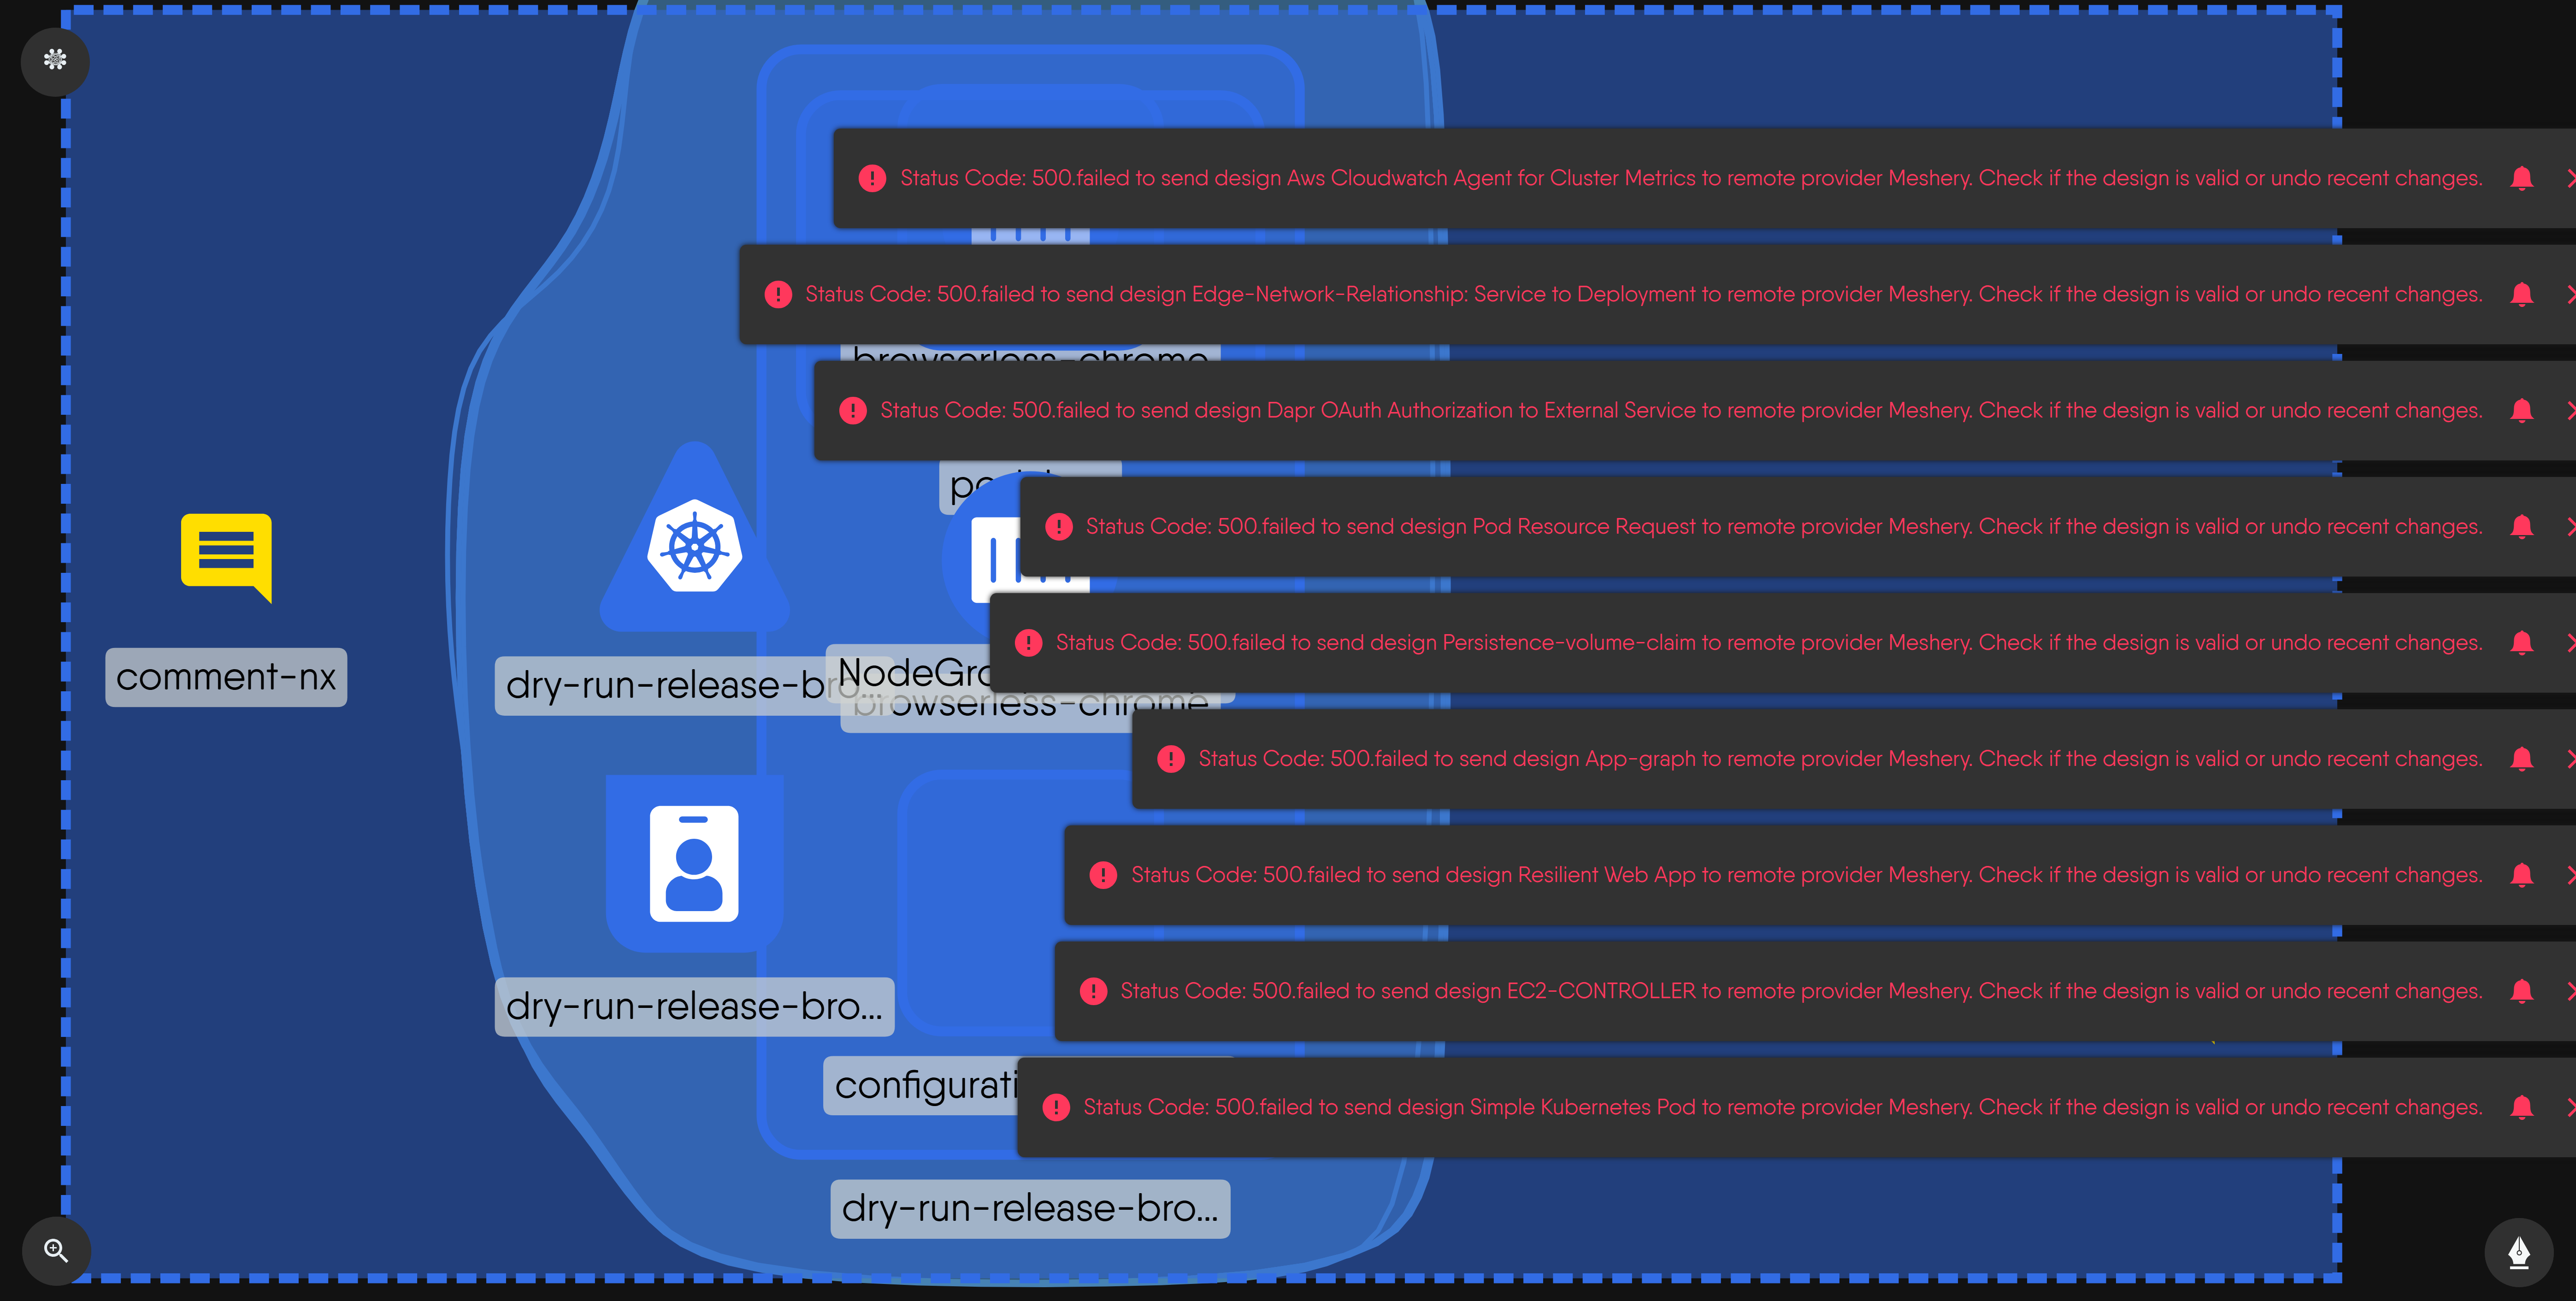 Status Code: 500.failed to send design Aws Cloudwatch Agent for Cluster Metrics to remote provider Meshery. Check if the design is valid or undo recent changes.
Status Code: 500.failed to send design Edge-Network-Relationship: Service to Deployment to remote provider Meshery. Check if the design is valid or undo recent changes.
browserless-chrome
Status Code: 500.failed to send design Dapr OAuth Authorization to External Service to remote provider Meshery. Check if the design is valid or undo recent changes.
Status Code: 500.failed to send design Pod Resource Request to remote provider Meshery. Check if the design is valid or undo recent changes.
Status Code: 500.failed to send design Persistence-volume-claim to remote provider Meshery. Check if the design is valid or undo recent changes.
comment-nx
dry-run-release-bro...
NodeGro
browserless-chrome
Status Code: 500.failed to send design App-graph to remote provider Meshery. Check if the design is valid or undo recent changes.
Status Code: 500.failed to send design Resilient Web App to remote provider Meshery. Check if the design is valid or undo recent changes.
Status Code: 500.failed to send design EC2-CONTROLLER to remote provider Meshery. Check if the design is valid or undo recent changes.
dry-run-release-bro...
configurati
Status Code: 500.failed to send design Simple Kubernetes Pod to remote provider Meshery. Check if the design is valid or undo recent changes.
dry-run-release-bro...